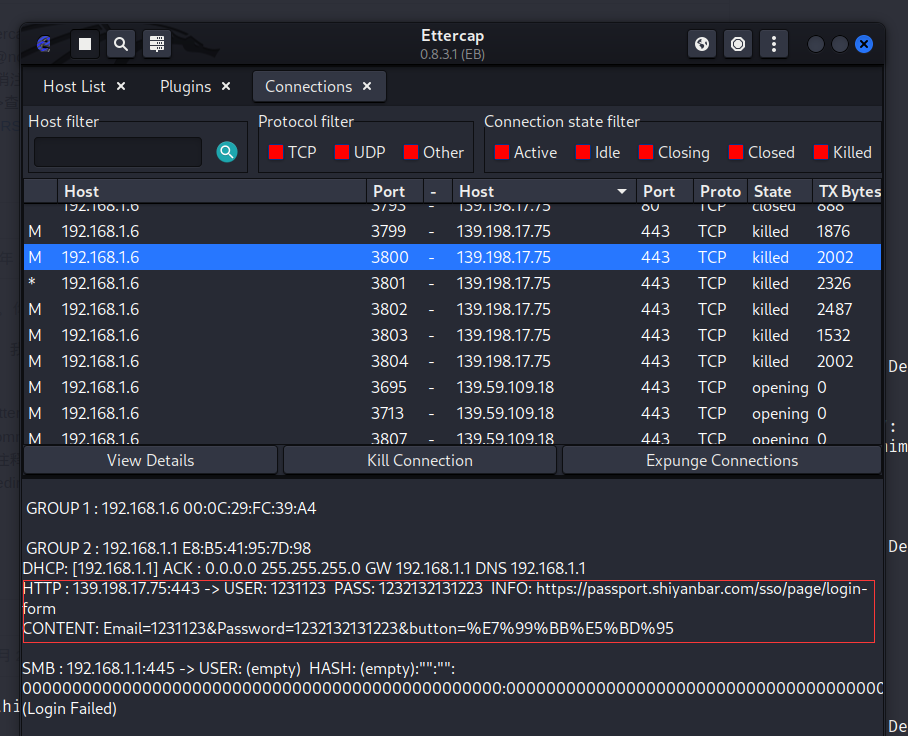 Ettercap
0.8.3.1 (EB)
Host List × Plugins × Connections ×
Host filter Protocol filter Connection state filter
TCP UDP Other Active Idle Closing Closed Killed
Host Port - Host Port Proto State TX Bytes
192.168.1.6 3793 - 139.198.17.75 80 TCP closed 888
M 192.168.1.6 3799 - 139.198.17.75 443 TCP killed 1876
M 192.168.1.6 3800 - 139.198.17.75 443 TCP killed 2002
* 192.168.1.6 3801 - 139.198.17.75 443 TCP killed 2326
M 192.168.1.6 3802 - 139.198.17.75 443 TCP killed 2487
M 192.168.1.6 3803 - 139.198.17.75 443 TCP killed 1532
M 192.168.1.6 3804 - 139.198.17.75 443 TCP killed 2002
M 192.168.1.6 3695 - 139.59.109.18 443 TCP opening 0
M 192.168.1.6 3713 - 139.59.109.18 443 TCP opening 0
M 192.168.1.6 3807 - 139.59.109.18 443 TCP opening 0
View Details Kill Connection Expunge Connections
GROUP 1 : 192.168.1.6 00:0C:29:FC:39:A4
GROUP 2 : 192.168.1.1 E8:B5:41:95:7D:98
DHCP: [192.168.1.1] ACK : 0.0.0.0 255.255.255.0 GW 192.168.1.1 DNS 192.168.1.1
HTTP : 139.198.17.75:443 -> USER: 1231123 PASS: 1232132131223 INFO: https://passport.shiyanbar.com/sso/page/login-
form
CONTENT: Email=1231123&Password=1232132131223&button=%E7%99%BB%E5%BD%95
SMB : 192.168.1.1:445 -> USER: (empty) HASH: (empty):"":"":
000000000000000000000000000000000000000000000000:00000000000000000000000000000000000000
(Login Failed)